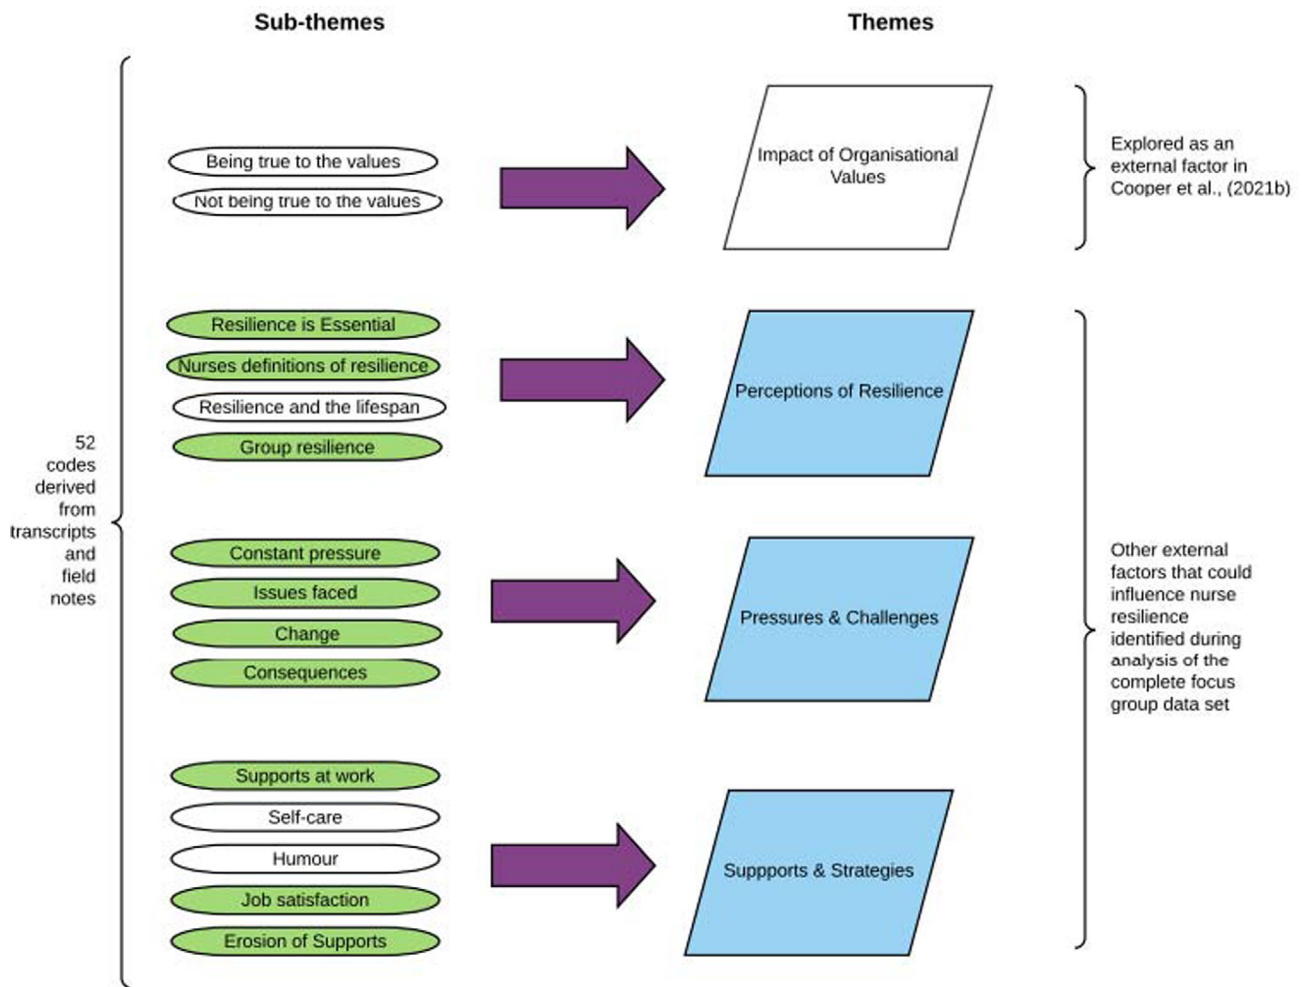 Sub-themes
Themes
52
codes
derived
from
transcripts
and
field
notes
Being true to the values
Not being true to the values
Impact of Organisational
Values
Explored as an
external factor in
Cooper et al., (2021b)
Resilience is Essential
Nurses definitions of resilience
Resilience and the lifespan
Group resilience
Perceptions of Resilience
Constant pressure
Issues faced
Change
Consequences
Pressures & Challenges
Supports at work
Self-care
Humour
Job satisfaction
Erosion of Supports
Suppports & Strategies
Other external
factors that could
influence nurse
resilience
identified during
analysis of the
complete focus
group data set